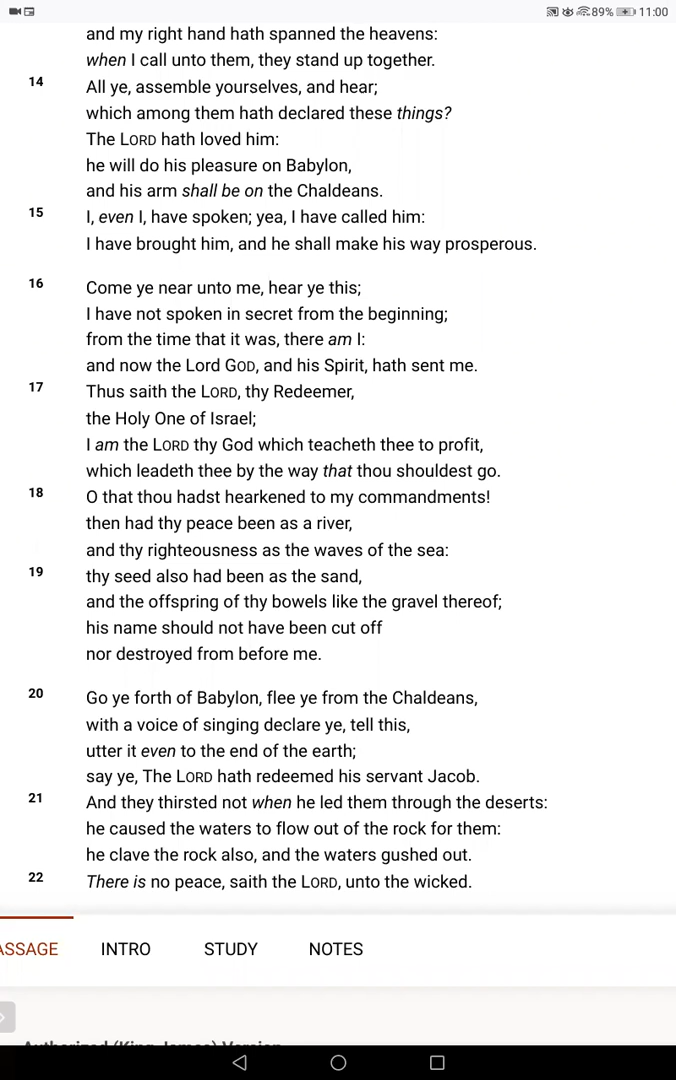 89% 11:00
and my right hand hath spanned the heavens:
when I call unto them, they stand up together.
14 All ye, assemble yourselves, and hear;
which among them hath declared these things?
The LORD hath loved him:
he will do his pleasure on Babylon,
and his arm shall be on the Chaldeans.
15 I, even I, have spoken; yea, I have called him:
I have brought him, and he shall make his way prosperous.
16 Come ye near unto me, hear ye this;
I have not spoken in secret from the beginning;
from the time that it was, there am I:
and now the Lord GOD, and his Spirit, hath sent me.
17 Thus saith the LORD, thy Redeemer,
the Holy One of Israel;
I am the LORD thy God which teacheth thee to profit,
which leadeth thee by the way that thou shouldest go.
18 O that thou hadst hearkened to my commandments!
then had thy peace been as a river,
and thy righteousness as the waves of the sea:
19 thy seed also had been as the sand,
and the offspring of thy bowels like the gravel thereof;
his name should not have been cut off
nor destroyed from before me.
20 Go ye forth of Babylon, flee ye from the Chaldeans,
with a voice of singing declare ye, tell this,
utter it even to the end of the earth;
say ye, The LORD hath redeemed his servant Jacob.
21 And they thirsted not when he led them through the deserts:
he caused the waters to flow out of the rock for them:
he clave the rock also, and the waters gushed out.
22 There is no peace, saith the LORD, unto the wicked.
ASSAGE INTRO STUDY NOTES
Authorized (King James) Version